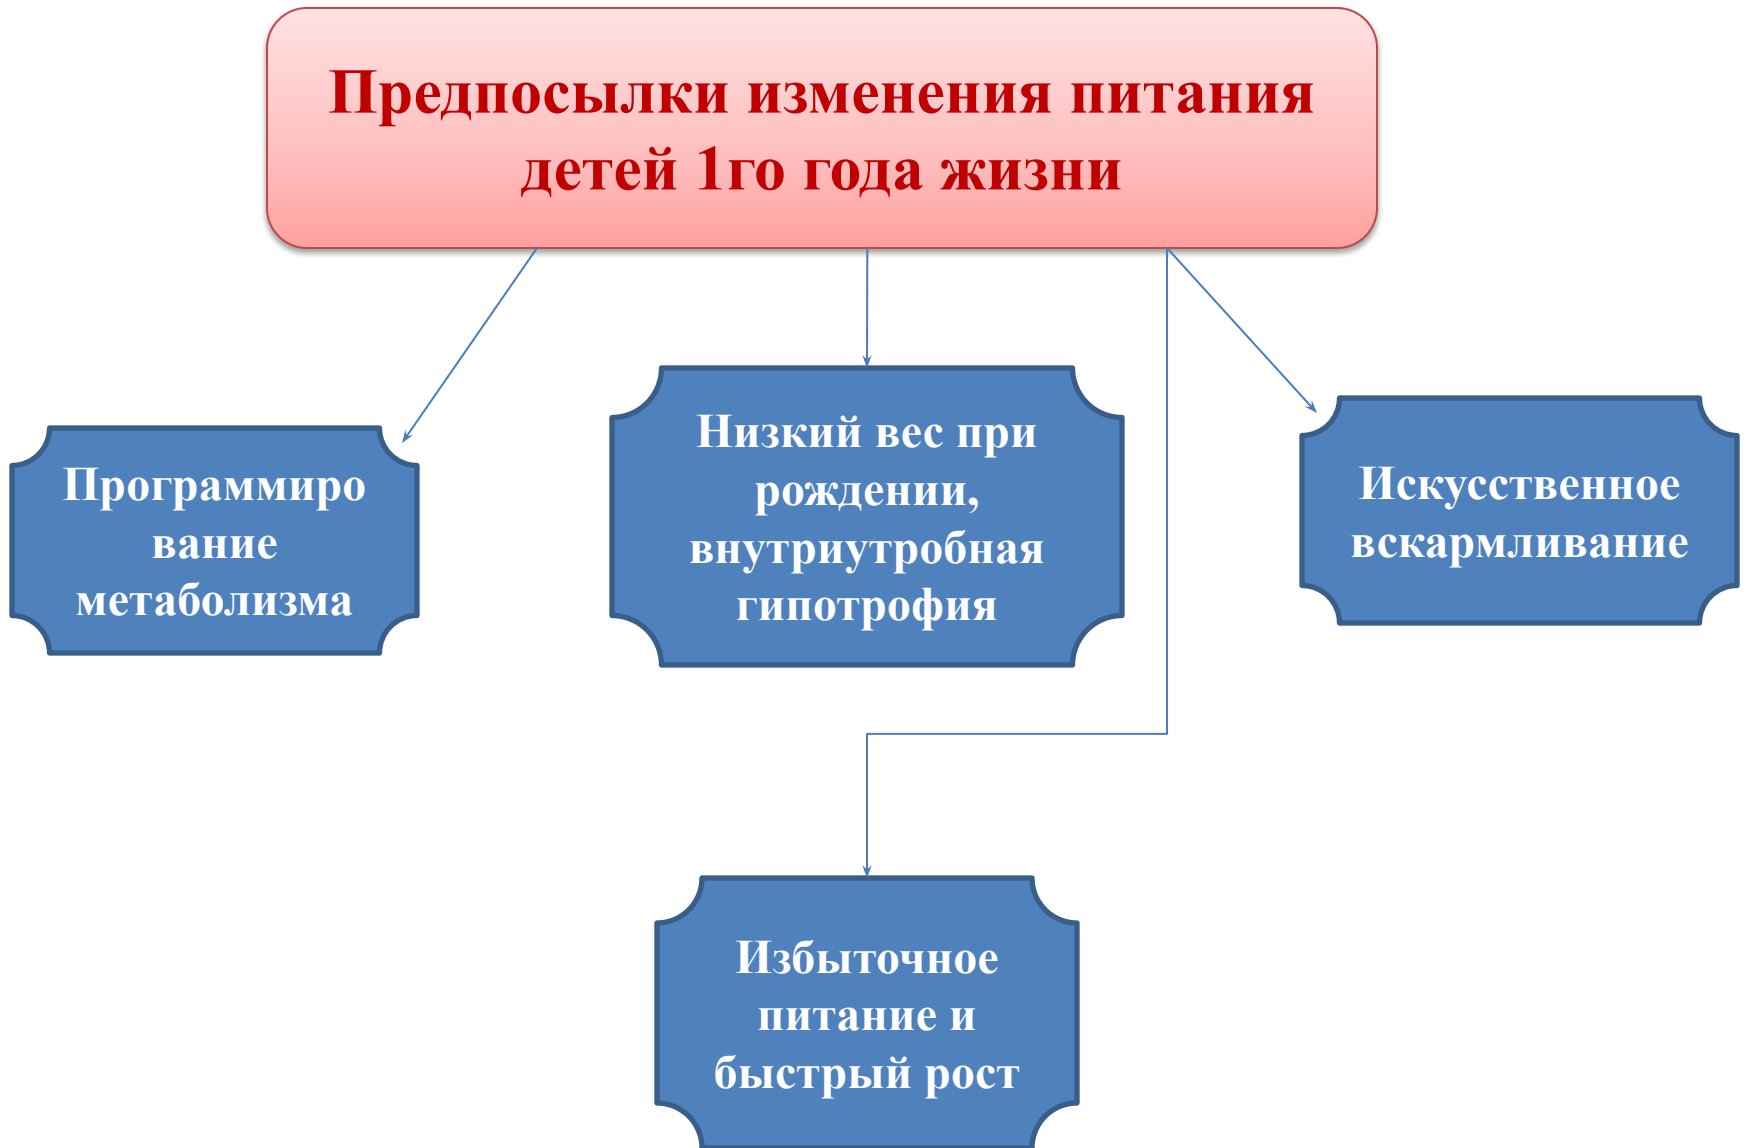 Предпосылки изменения питания
детей 1го года жизни
Программиро
вание
метаболизма
Низкий вес при
рождении,
внутриутробная
гипотрофия
Искусственное
вскармливание
Избыточное
питание и
быстрый рост